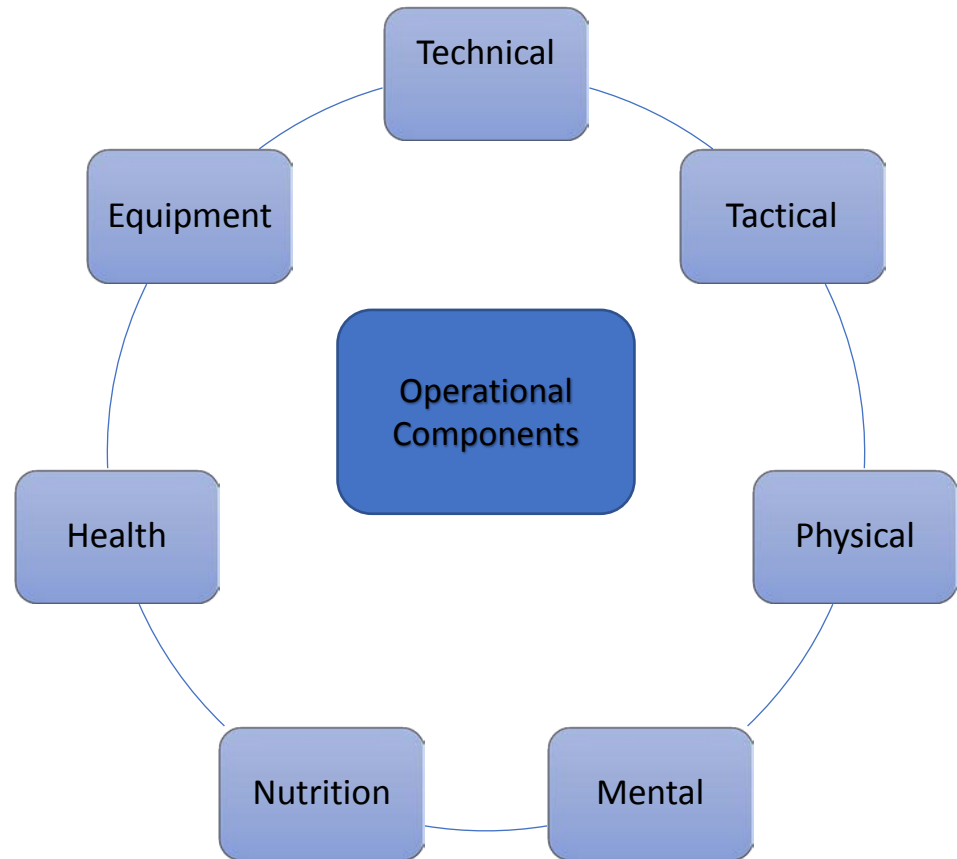 Technical
Tactical
Physical
Mental
Nutrition
Health
Equipment
Operational
Components